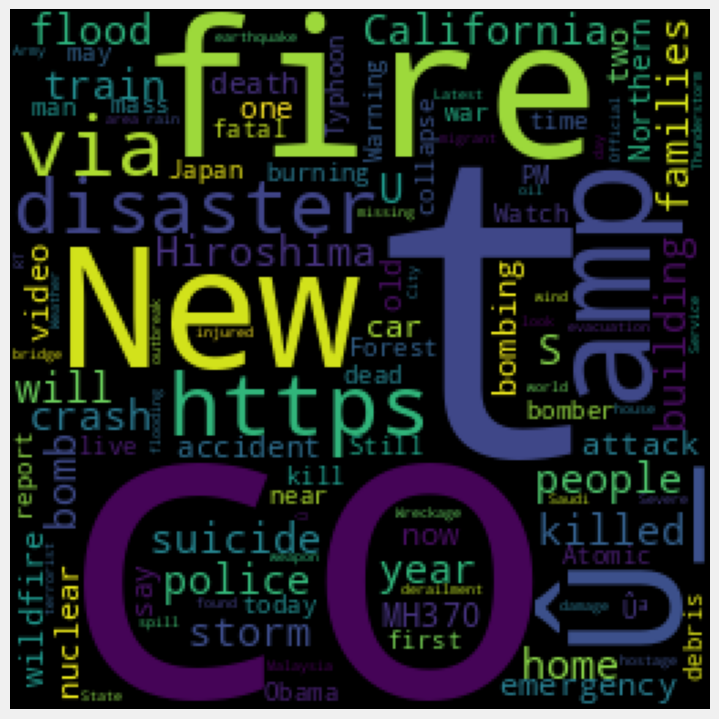 flood
earthquake
California
two
Army
may
fire
Typhoon
Warning
Northern
families
Thunderstorm
train
death
man
mass
one
area rain
fatal
Latest
war
time
Official
migrant
day
collapse
via
Japan
burning
U
missing
PM
oil
Watch
disaster
t
amp
Hiroshima
RT
video
Weather
New
old
City
bombing
wind
building
Service
outbreak
injured
car
look
evacuation
bridge
Forest
S
will
dead
world
https
bomber
house
crash
flooding
live
accident
Still
attack
report
bomb
kill
near
people
Saudi
Severe
CO
Wreckage
suicide
now
killed
l
weapon
Atomic
wildfire
terrorist
say
police
year
derailment
Û
damage
Ûª
found
today
MH370
debris
nuclear
spill
storm
first
home
hostage
Malaysia
State
Obama
emergency